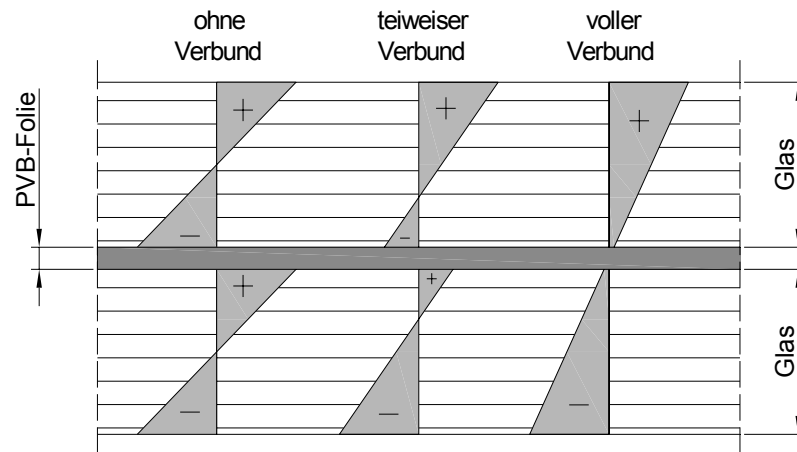 ohne
Verbund
teiweiser
Verbund
voller
Verbund
PVB-Folie
Glas
Glas
+
+
+
–
–
+
+
–
–
–